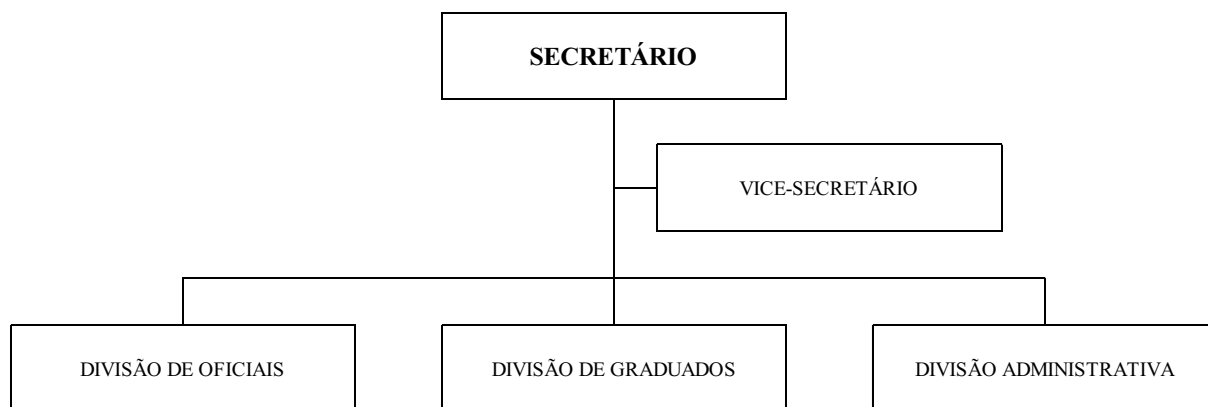 SECRETÁRIO
VICE-SECRETÁRIO
DIVISÃO DE OFICIAIS
DIVISÃO DE GRADUADOS
DIVISÃO ADMINISTRATIVA